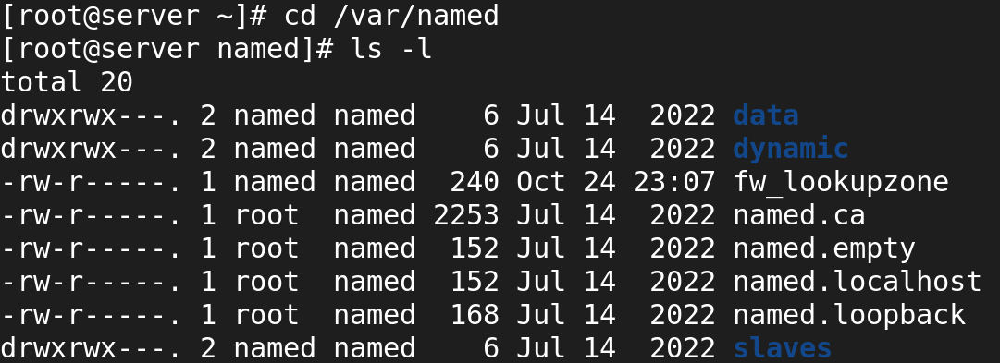 [root@server ~]# cd /var/named
[root@server named]# ls -l
total 20
drwxrwx---. 2 named named    6 Jul 14  2022 data
drwxrwx---. 2 named named    6 Jul 14  2022 dynamic
-rw-r-----. 1 named named  240 Oct 24 23:07 fw_lookupzone
-rw-r-----. 1 root  named 2253 Jul 14  2022 named.ca
-rw-r-----. 1 root  named  152 Jul 14  2022 named.empty
-rw-r-----. 1 root  named  152 Jul 14  2022 named.localhost
-rw-r-----. 1 root  named  168 Jul 14  2022 named.loopback
drwxrwx---. 2 named named    6 Jul 14  2022 slaves